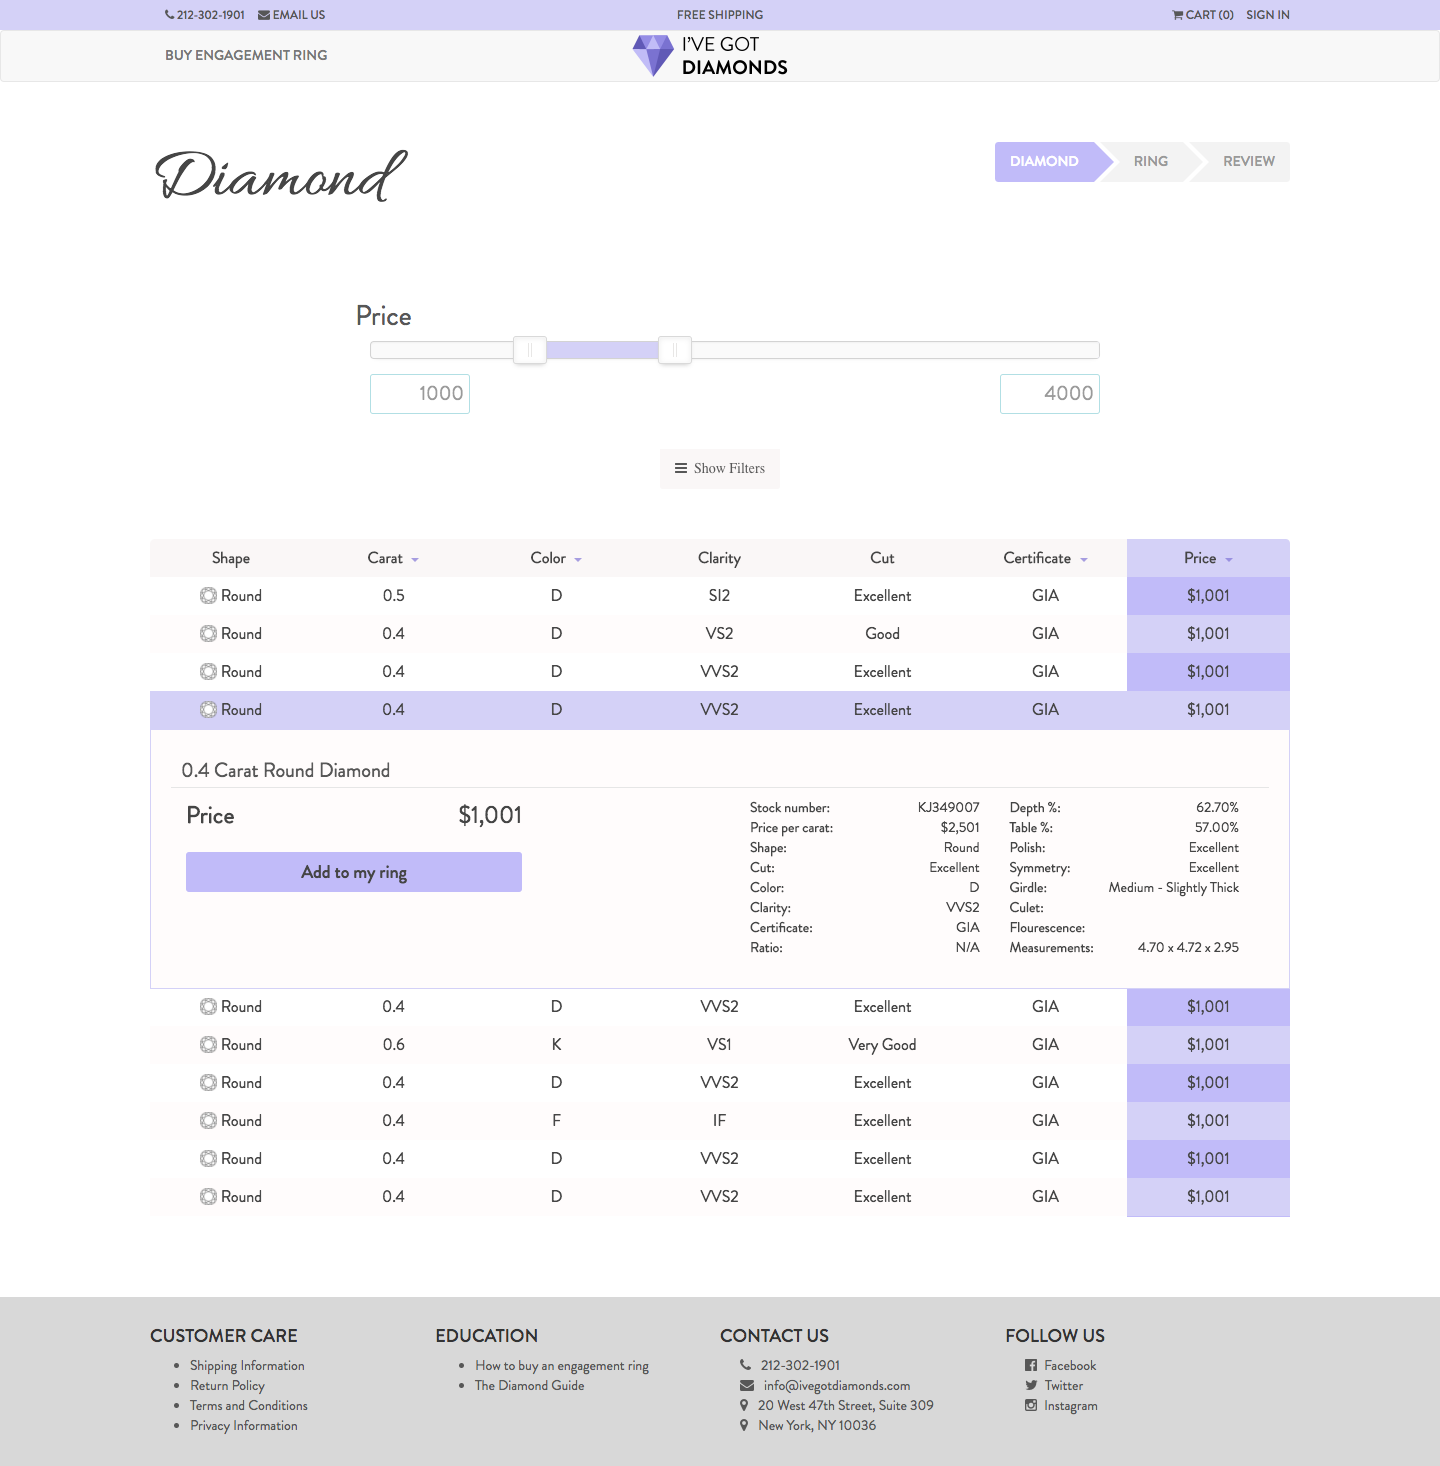 212-302-1901 EMAIL US FREE SHIPPING CART (0) SIGN IN
BUY ENGAGEMENT RING
I'VE GOT
DIAMONDS
Diamond
DIAMOND RING REVIEW
Price
1000 4000
Show Filters
Shape Carat Color Clarity Cut Certificate Price
Round 0.5 D SI2 Excellent GIA $1,001
Round 0.4 D VS2 Good GIA $1,001
Round 0.4 D VVS2 Excellent GIA $1,001
Round 0.4 D VVS2 Excellent GIA $1,001
0.4 Carat Round Diamond
Price $1,001
Add to my ring
Stock number: KJ349007
Price per carat: $2,501
Shape: Round
Cut: Excellent
Color: D
Clarity: VVS2
Certificate: GIA
Ratio: N/A
Depth %: 62.70%
Table %: 57.00%
Polish: Excellent
Symmetry: Excellent
Girdle: Medium - Slightly Thick
Culet:
Flourescence:
Measurements: 4.70 x 4.72 x 2.95
Round 0.4 D VVS2 Excellent GIA $1,001
Round 0.6 K VS1 Very Good GIA $1,001
Round 0.4 D VVS2 Excellent GIA $1,001
Round 0.4 F IF Excellent GIA $1,001
Round 0.4 D VVS2 Excellent GIA $1,001
Round 0.4 D VVS2 Excellent GIA $1,001
CUSTOMER CARE
Shipping Information
Return Policy
Terms and Conditions
Privacy Information
EDUCATION
How to buy an engagement ring
The Diamond Guide
CONTACT US
212-302-1901
info@ivegotdiamonds.com
20 West 47th Street, Suite 309
New York, NY 10036
FOLLOW US
Facebook
Twitter
Instagram